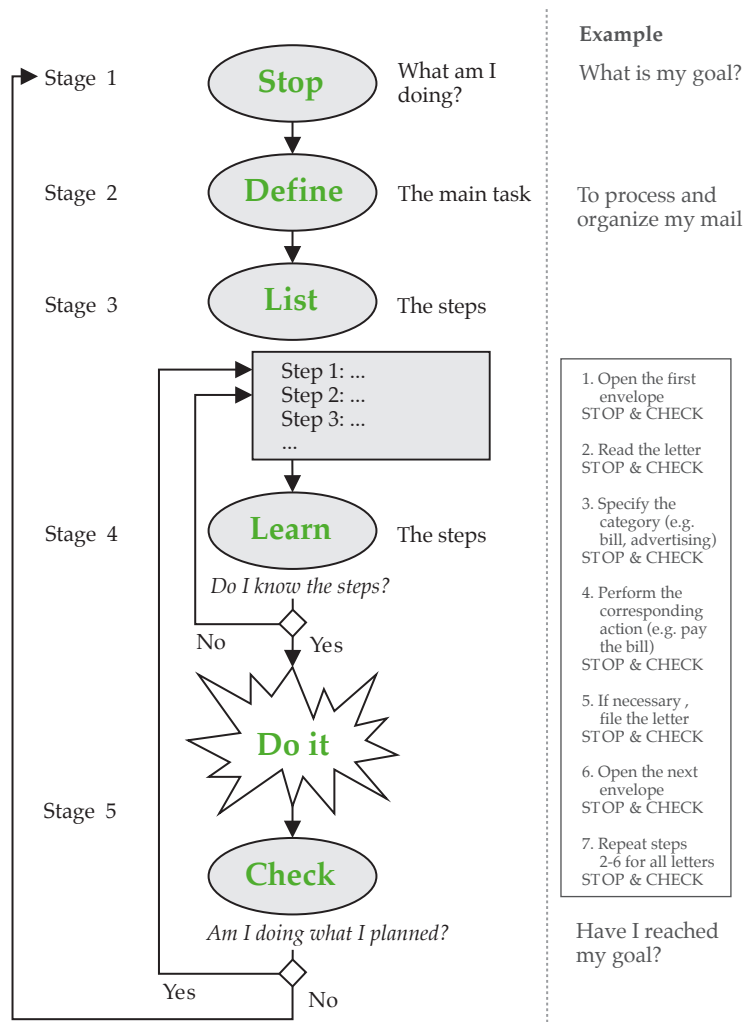 Stage 1
Stop
What am I
doing?
Stage 2
Define
The main task
Stage 3
List
The steps
Step 1: ...
Step 2: ...
Step 3: ...
...
Stage 4
Learn
The steps
Do I know the steps?
No
Yes
Do it
Stage 5
Check
Am I doing what I planned?
Yes
No
Example
What is my goal?
To process and
organize my mail
1. Open the first
envelope
STOP & CHECK
2. Read the letter
STOP & CHECK
3. Specify the
category (e.g.
bill, advertising)
STOP & CHECK
4. Perform the
corresponding
action (e.g. pay
the bill)
STOP & CHECK
5. If necessary ,
file the letter
STOP & CHECK
6. Open the next
envelope
STOP & CHECK
7. Repeat steps
2-6 for all letters
STOP & CHECK
Have I reached
my goal?